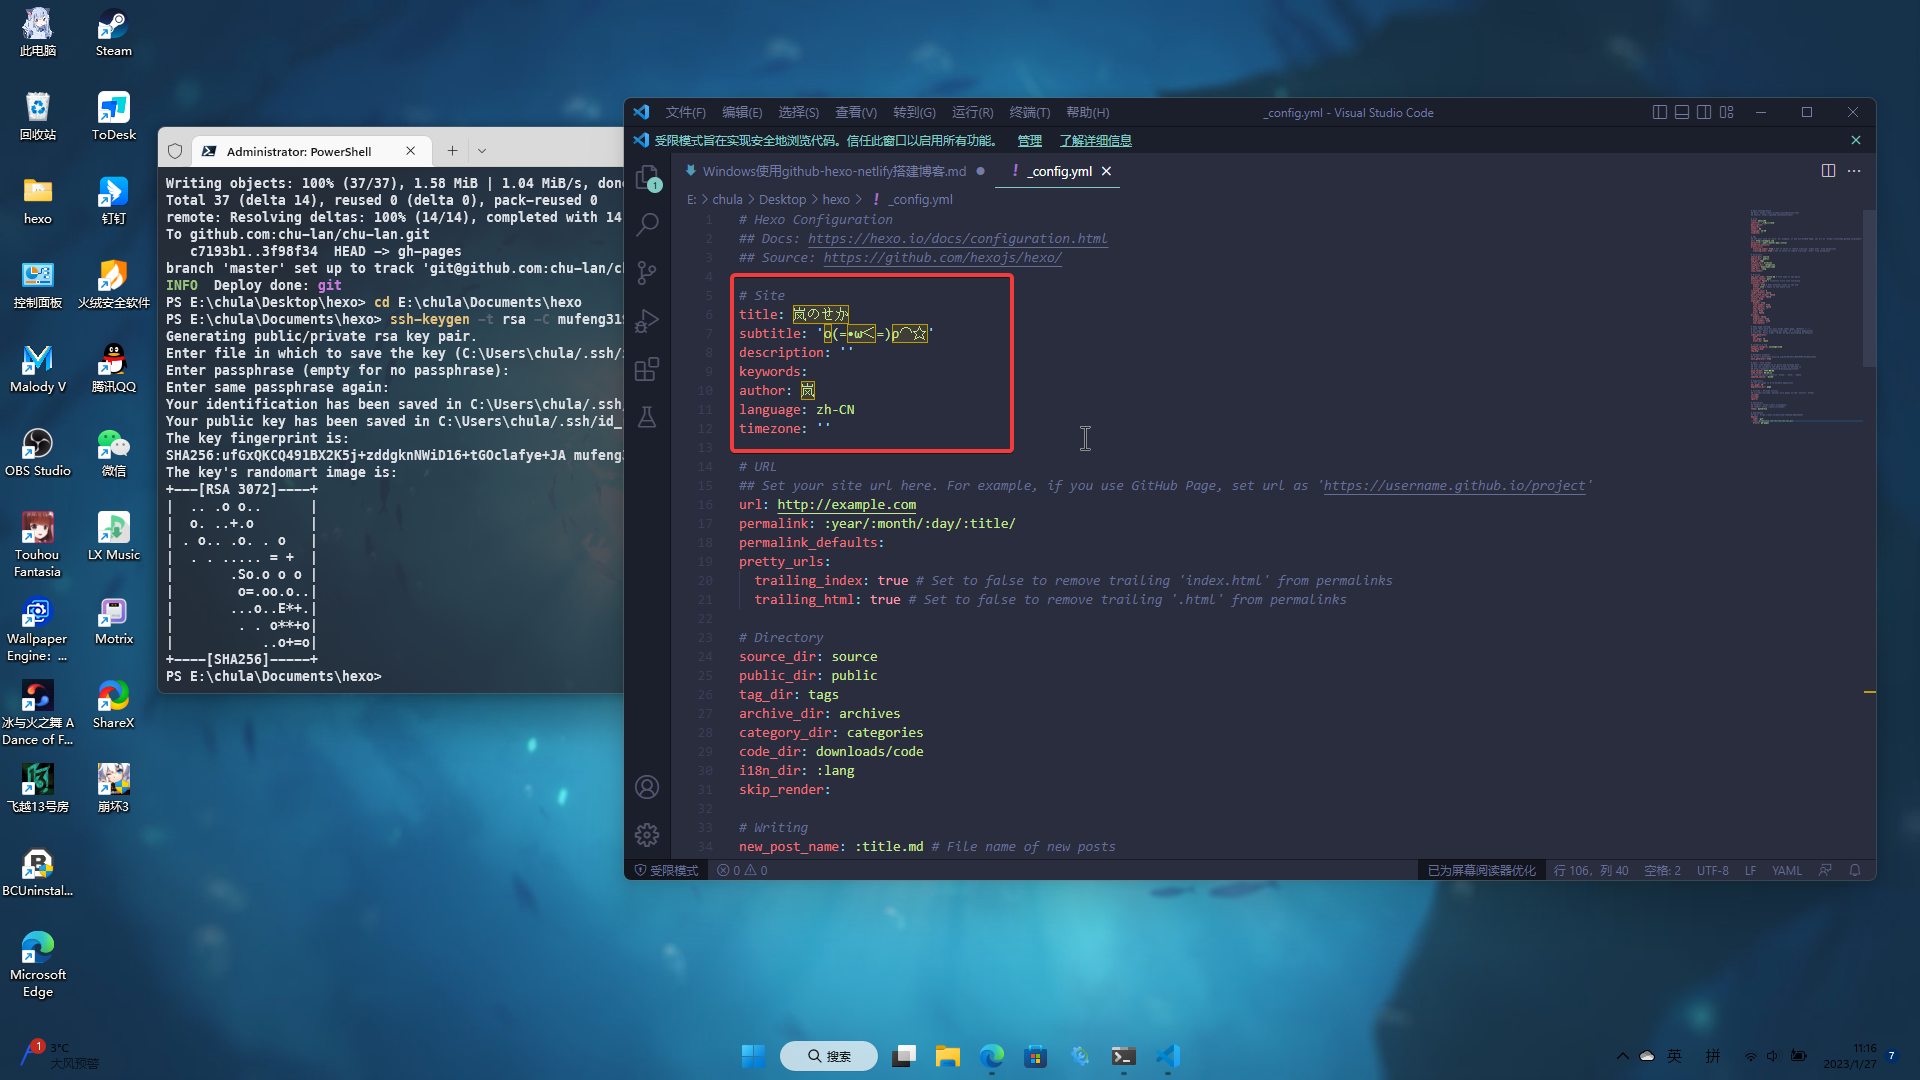 此电脑
Steam
回收站
ToDesk
hexo
钉钉
控制面板
火绒安全软件
Malody V
腾讯QQ
OBS Studio
微信
Touhou Fantasia
LX Music
Wallpaper Engine: ...
Motrix
冰与火之舞 A Dance of F...
ShareX
飞越13号房
崩坏3
BCUninstal...
Microsoft Edge
Administrator: PowerShell
Writing objects: 100% (37/37), 1.58 MiB | 1.04 MiB/s, done
Total 37 (delta 14), reused 0 (delta 0), pack-reused 0
remote: Resolving deltas: 100% (14/14), completed with 14
To github.com:chu-lan/chu-lan.git
c7193b1..3f98f34 HEAD -> gh-pages
branch 'master' set up to track 'git@github.com:chu-lan/c
INFO Deploy done: git
PS E:\chula\Desktop\hexo> cd E:\chula\Documents\hexo
PS E:\chula\Documents\hexo> ssh-keygen -t rsa -C mufeng319
Generating public/private rsa key pair.
Enter file in which to save the key (C:\Users\chula/.ssh/
Enter passphrase (empty for no passphrase):
Enter same passphrase again:
Your identification has been saved in C:\Users\chula/.ssh/
Your public key has been saved in C:\Users\chula/.ssh/id_
The key fingerprint is:
SHA256:ufGxQKCQ491BX2K5j+zddgknNWiD16+tGOclafye+JA mufeng
The key's randomart image is:
+---[RSA 3072]----+
|  .. .o o..      |
|  o. ..+.o       |
| . o.. .o. . o   |
|  . . ..... = +  |
|       .So.o o o |
|        o=.oo.o..|
|       ...o..E*+.|
|        . . o**+o|
|           ..o+=o|
+----[SHA256]-----+
PS E:\chula\Documents\hexo>
文件(F) 编辑(E) 选择(S) 查看(V) 转到(G) 运行(R) 终端(T) 帮助(H)
_config.yml - Visual Studio Code
受限模式旨在实现安全地浏览代码。信任此窗口以启用所有功能。 管理 了解详细信息
1
Windows使用github-hexo-netlify搭建博客.md
! _config.yml
E: > chula > Desktop > hexo > ! _config.yml
1 # Hexo Configuration
2 ## Docs: https://hexo.io/docs/configuration.html
3 ## Source: https://github.com/hexojs/hexo/
4
5 # Site
6 title: 岚のせか
7 subtitle: 'o(=•ω＜=)ρ⌒☆'
8 description: ''
9 keywords:
10 author: 岚
11 language: zh-CN
12 timezone: ''
13
14 # URL
15 ## Set your site url here. For example, if you use GitHub Page, set url as 'https://username.github.io/project'
16 url: http://example.com
17 permalink: :year/:month/:day/:title/
18 permalink_defaults:
19 pretty_urls:
20 trailing_index: true # Set to false to remove trailing 'index.html' from permalinks
21 trailing_html: true # Set to false to remove trailing '.html' from permalinks
22
23 # Directory
24 source_dir: source
25 public_dir: public
26 tag_dir: tags
27 archive_dir: archives
28 category_dir: categories
29 code_dir: downloads/code
30 i18n_dir: :lang
31 skip_render:
32
33 # Writing
34 new_post_name: :title.md # File name of new posts
受限模式 0 0
已为屏幕阅读器优化 行 106，列 40 空格: 2 UTF-8 LF YAML
1
3°C
大风预警
搜索
英 拼
11:16
2023/1/27
7